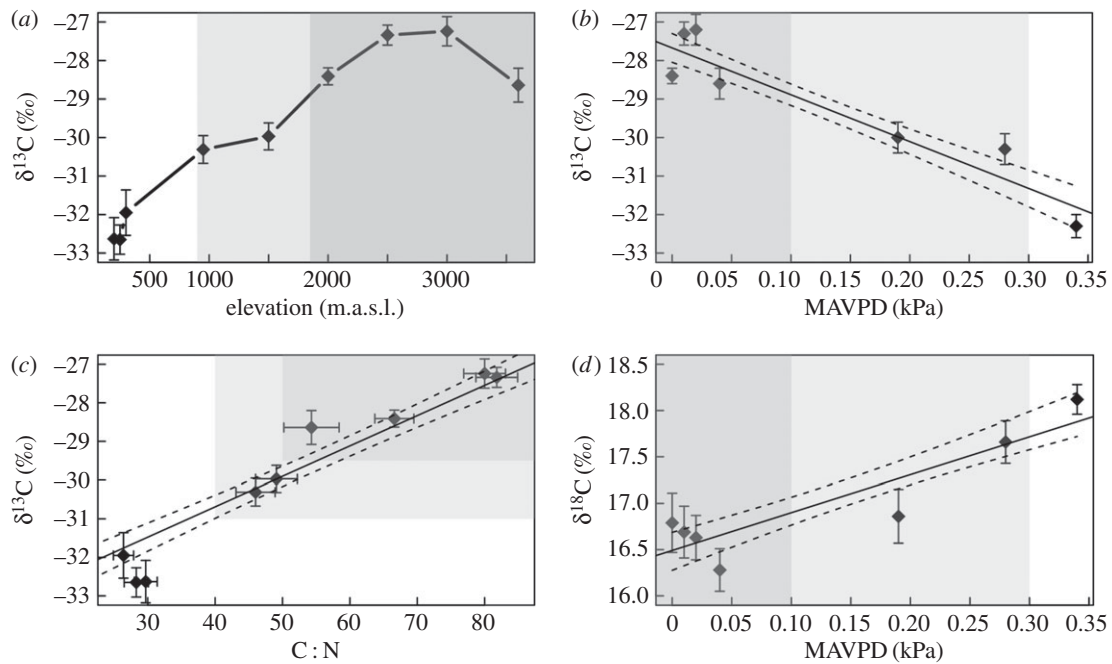 (a)
−27
−28
−29
−30
−31
−32
−33
δ¹³C (‰)
500 1000 2000 3000
elevation (m.a.s.l.)
(b)
−27
−28
−29
−30
−31
−32
−33
δ¹³C (‰)
0 0.05 0.10 0.15 0.20 0.25 0.30 0.35
MAVPD (kPa)
(c)
−27
−28
−29
−30
−31
−32
−33
δ¹³C (‰)
30 40 50 60 70 80
C : N
(d)
18.5
18.0
17.5
17.0
16.5
16.0
δ¹⁸C (‰)
0 0.05 0.10 0.15 0.20 0.25 0.30 0.35
MAVPD (kPa)